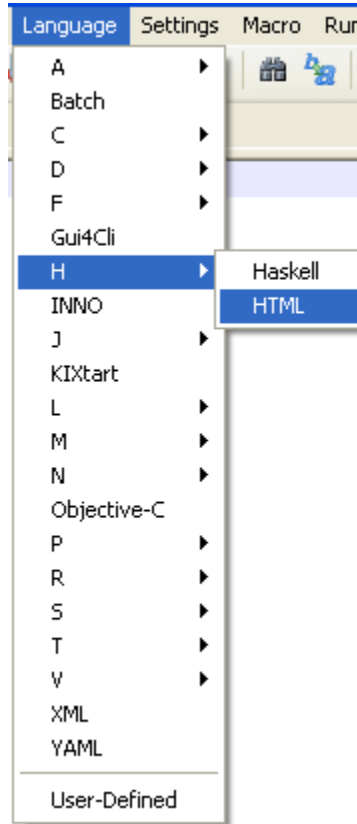 Language Settings Macro Run
A
Batch
C
D
F
Gui4Cli
H
Haskell
HTML
INNO
J
KIXtart
L
M
N
Objective-C
P
R
S
T
V
XML
YAML
User-Defined